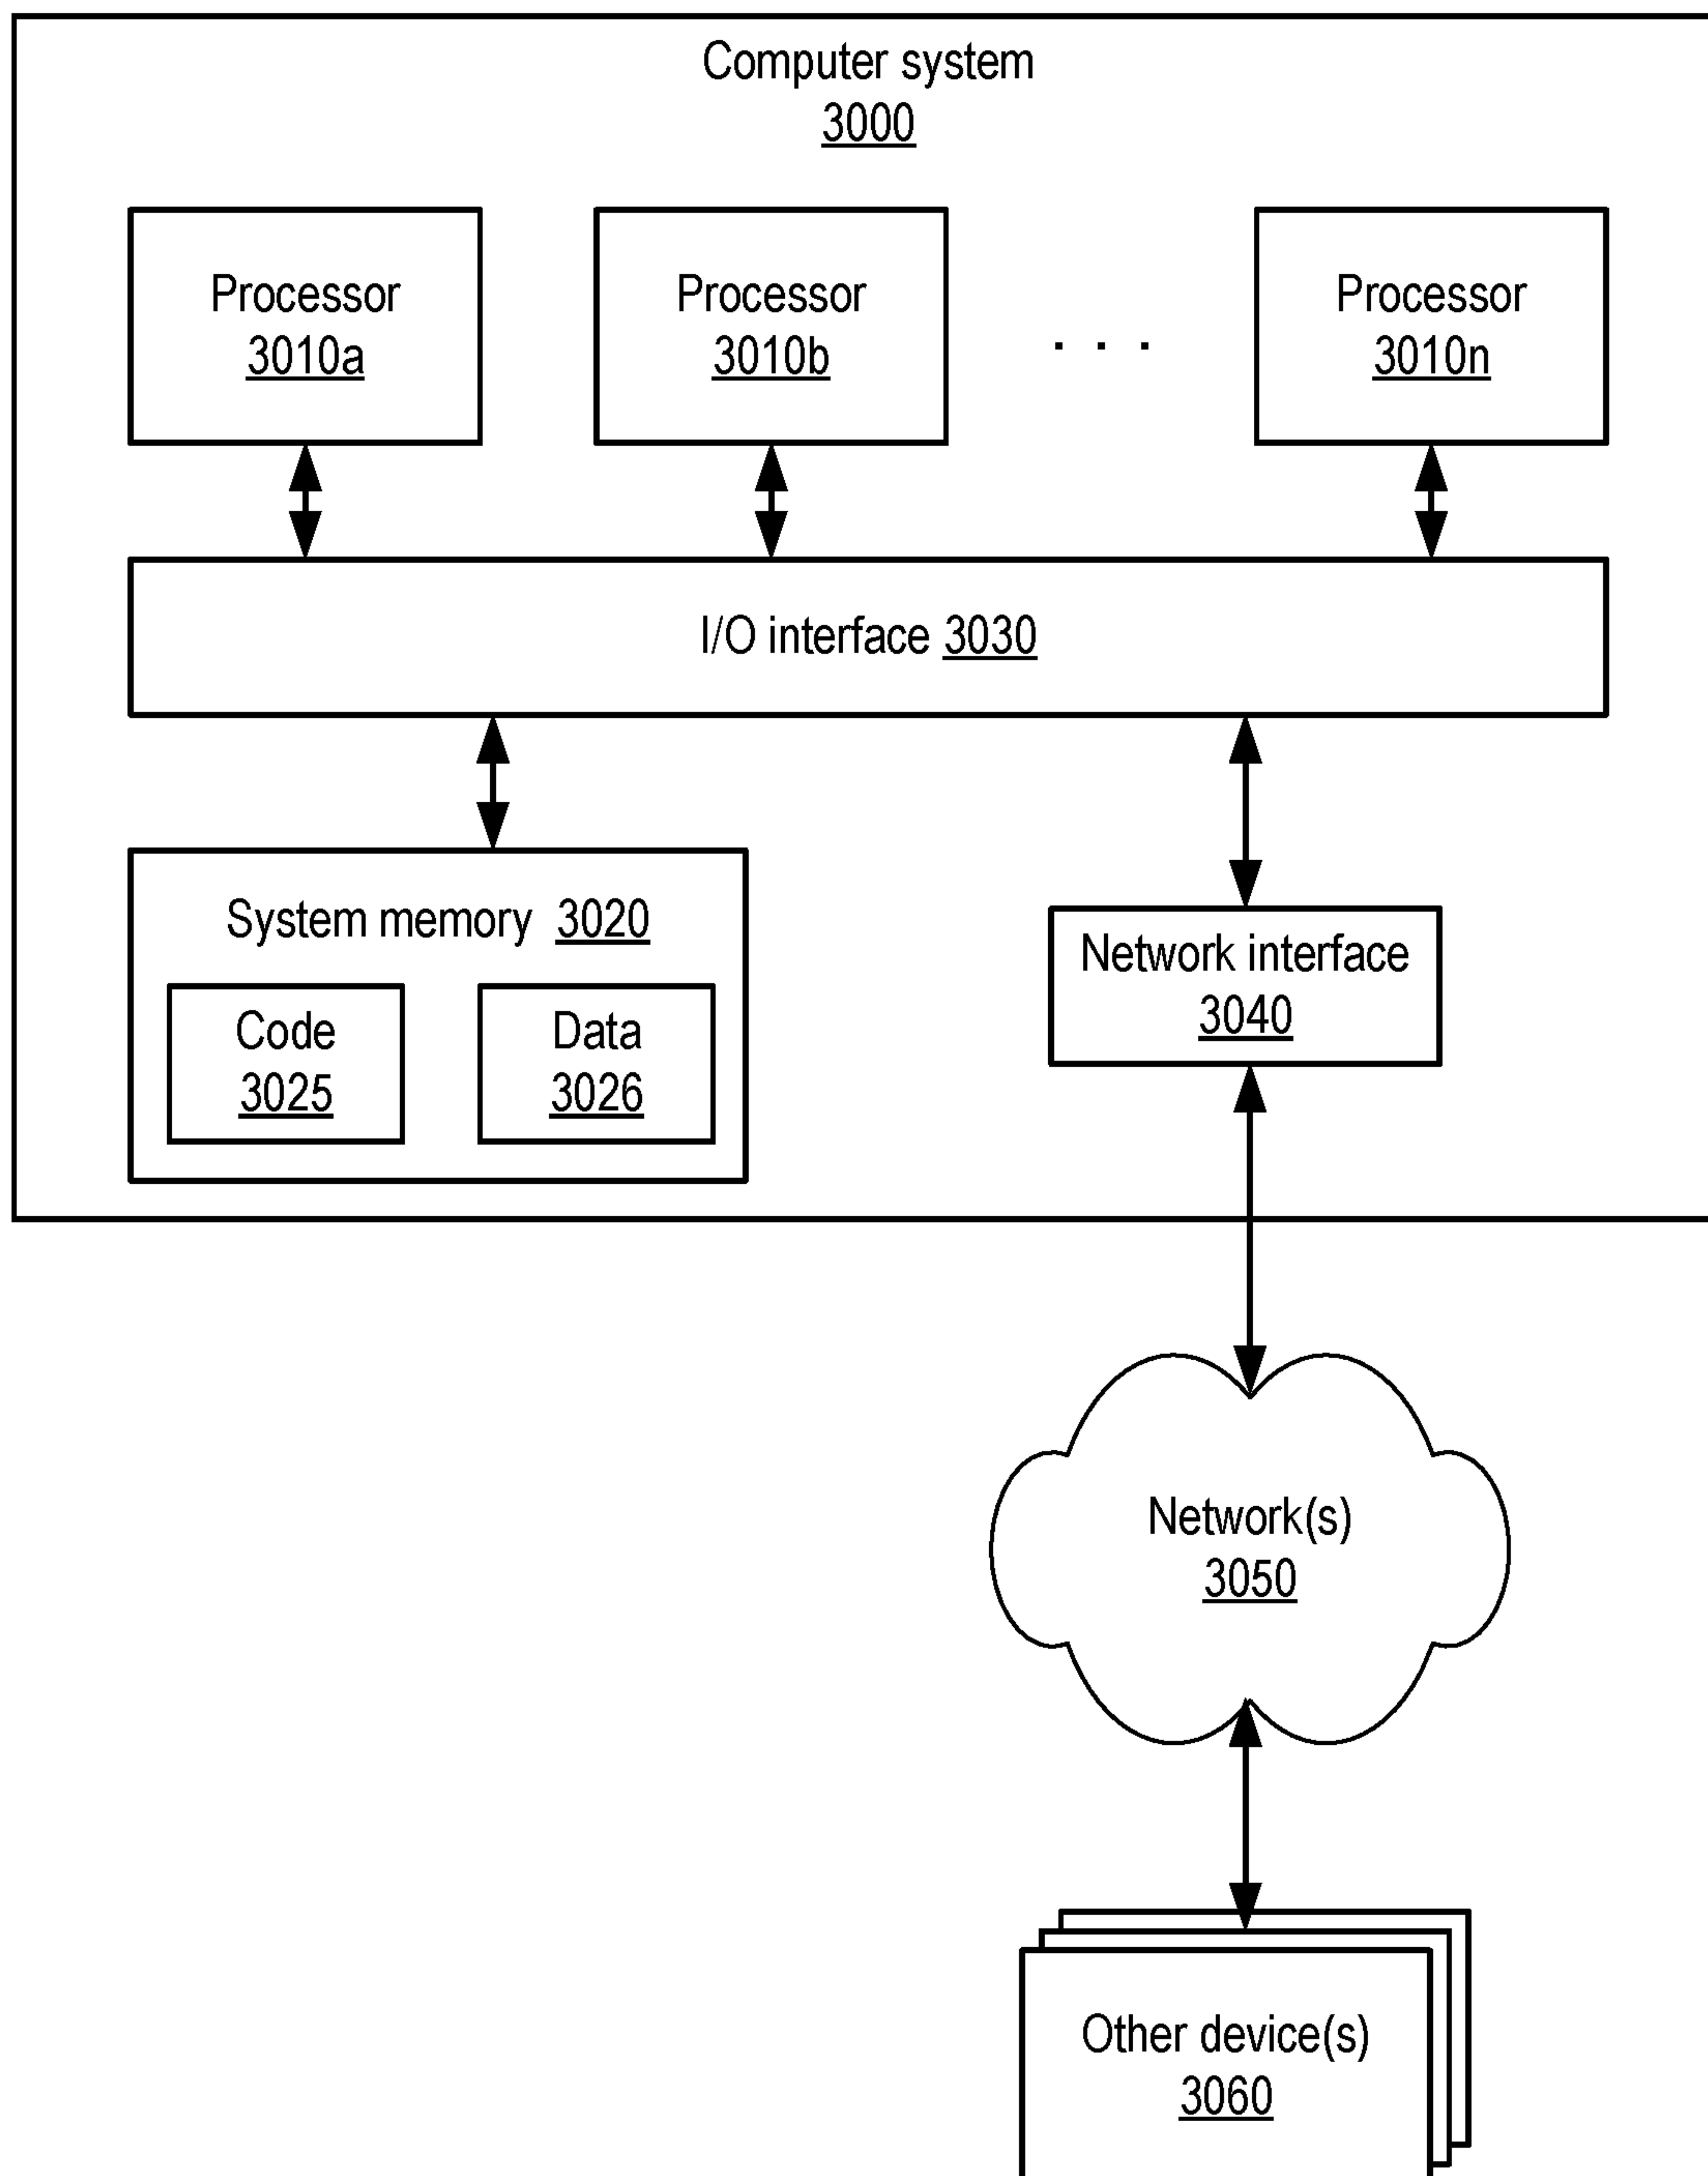 Computer system
3000
Processor
3010a
Processor
3010b
. . .
Processor
3010n
I/O interface 3030
System memory 3020
Code
3025
Data
3026
Network interface
3040
Network(s)
3050
Other device(s)
3060